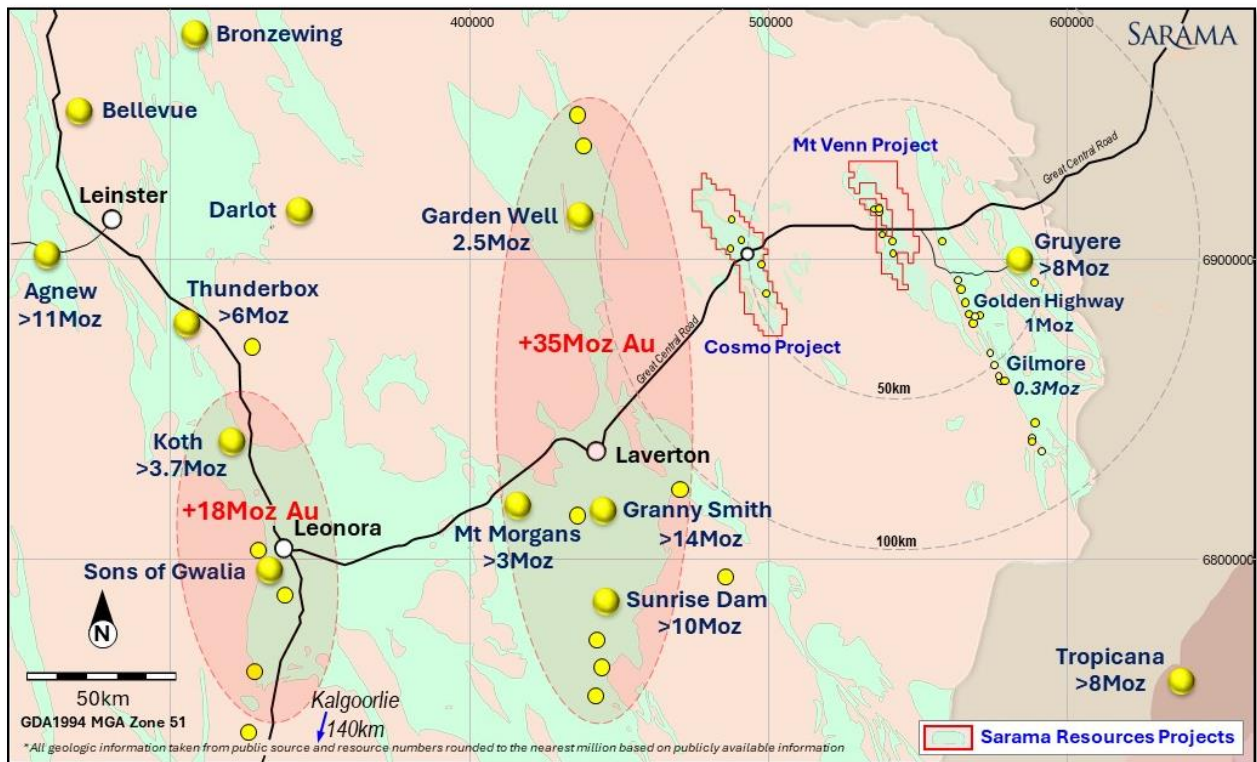 400000
500000
600000
SARAMA
Bronzewing
Bellevue
Great Central Road
Mt Venn Project
Leinster
Darlot
Garden Well
2.5Moz
Gruyere
>8Moz
6900000
Agnew
>11Moz
Thunderbox
>6Moz
Golden Highway
1Moz
+35Moz Au
Great Central Road
Cosmo Project
Gilmore
0.3Moz
50km
Koth
>3.7Moz
Laverton
+18Moz Au
Leonora
Mt Morgans
>3Moz
Granny Smith
>14Moz
100km
6800000
Sons of Gwalia
Sunrise Dam
>10Moz
N
Tropicana
>8Moz
50km
GDA1994 MGA Zone 51
Kalgoorlie
140km
Sarama Resources Projects
*All geologic information taken from public source and resource numbers rounded to the nearest million based on publicly available information